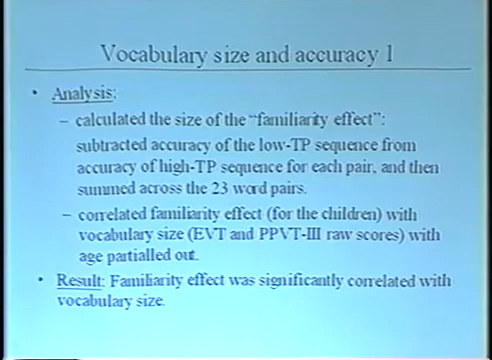 Vocabulary size and accuracy 1
• Analysis:
– calculated the size of the "familiarity effect":
subtracted accuracy of the low-TP sequence from
accuracy of high-TP sequence for each pair, and then
summed across the 23 word pairs.
– correlated familiarity effect (for the children) with
vocabulary size (EVT and PPVT-III raw scores) with
age partialled out.
• Result: Familiarity effect was significantly correlated with
vocabulary size.